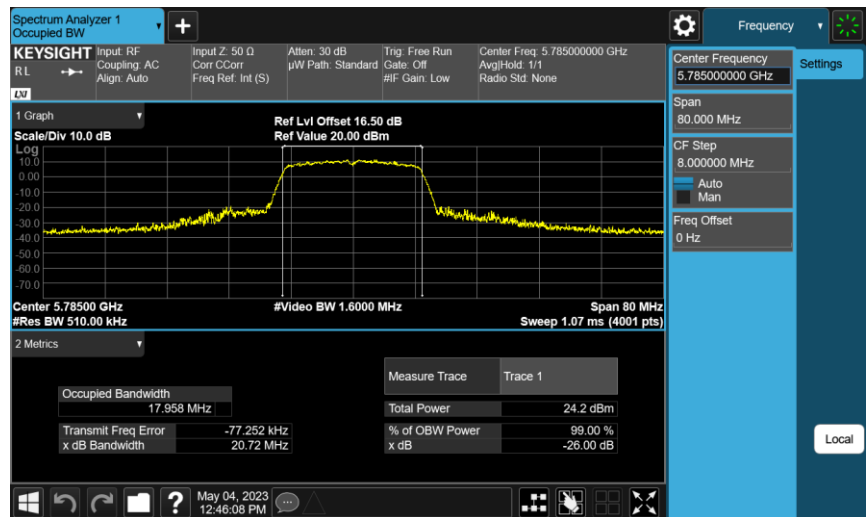 Spectrum Analyzer 1
Occupied BW
+
Frequency
KEYSIGHT
RL
LXI
Input: RF
Coupling: AC
Align: Auto
Input Z: 50 Ω
Corr CCorr
Freq Ref: Int (S)
Atten: 30 dB
µW Path: Standard
Trig: Free Run
Gate: Off
#IF Gain: Low
Center Freq: 5.785000000 GHz
Avg|Hold: 1/1
Radio Std: None
Center Frequency
5.785000000 GHz
Settings
Span
80.000 MHz
CF Step
8.000000 MHz
Auto
Man
Freq Offset
0 Hz
Local
1 Graph
Scale/Div 10.0 dB
Ref Lvl Offset 16.50 dB
Ref Value 20.00 dBm
Log
10.0
0.00
-10.0
-20.0
-30.0
-40.0
-50.0
-60.0
-70.0
Center 5.78500 GHz
#Video BW 1.6000 MHz
Span 80 MHz
#Res BW 510.00 kHz
Sweep 1.07 ms (4001 pts)
2 Metrics
Measure Trace Trace 1
Occupied Bandwidth
17.958 MHz
Total Power 24.2 dBm
Transmit Freq Error -77.252 kHz
% of OBW Power 99.00 %
x dB Bandwidth 20.72 MHz
x dB -26.00 dB
?
May 04, 2023
12:46:08 PM